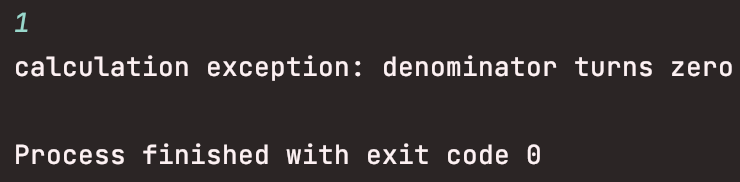 1
calculation exception: denominator turns zero
Process finished with exit code 0